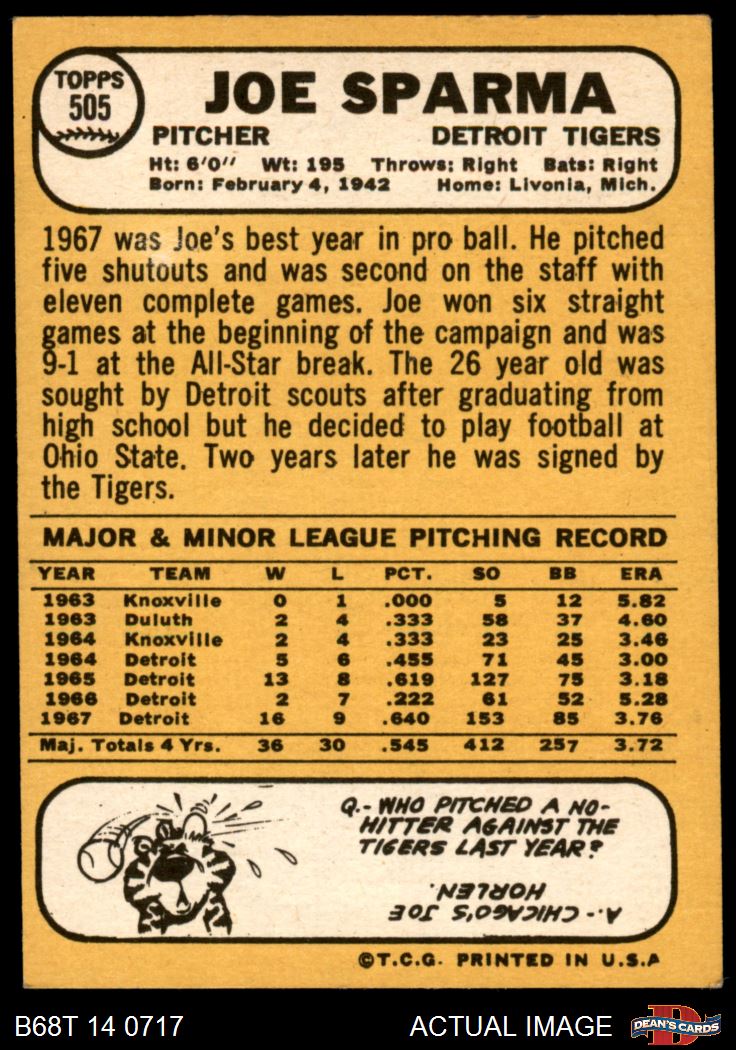 TOPPS
505
JOE SPARMA
PITCHER DETROIT TIGERS
Ht: 6'0" Wt: 195 Throws: Right Bats: Right
Born: February 4, 1942 Home: Livonia, Mich.
1967 was Joe's best year in pro ball. He pitched
five shutouts and was second on the staff with
eleven complete games. Joe won six straight
games at the beginning of the campaign and was
9-1 at the All-Star break. The 26 year old was
sought by Detroit scouts after graduating from
high school but he decided to play football at
Ohio State. Two years later he was signed by
the Tigers.
MAJOR & MINOR LEAGUE PITCHING RECORD
YEAR TEAM W L PCT. SO BB ERA
1963 Knoxville 0 1 .000 5 12 5.82
1963 Duluth 2 4 .333 58 37 4.60
1964 Knoxville 2 4 .333 23 25 3.46
1964 Detroit 5 6 .455 71 45 3.00
1965 Detroit 13 8 .619 127 75 3.18
1966 Detroit 2 7 .222 61 52 5.28
1967 Detroit 16 9 .640 153 85 3.76
Maj. Totals 4 Yrs. 36 30 .545 412 257 3.72
Q.- WHO PITCHED A NO-
HITTER AGAINST THE
TIGERS LAST YEAR?
A.- CHICAGO'S JOE
HORLEN.
©T.C.G. PRINTED IN U.S.A
B68T 14 0717 ACTUAL IMAGE DEAN'S CARDS